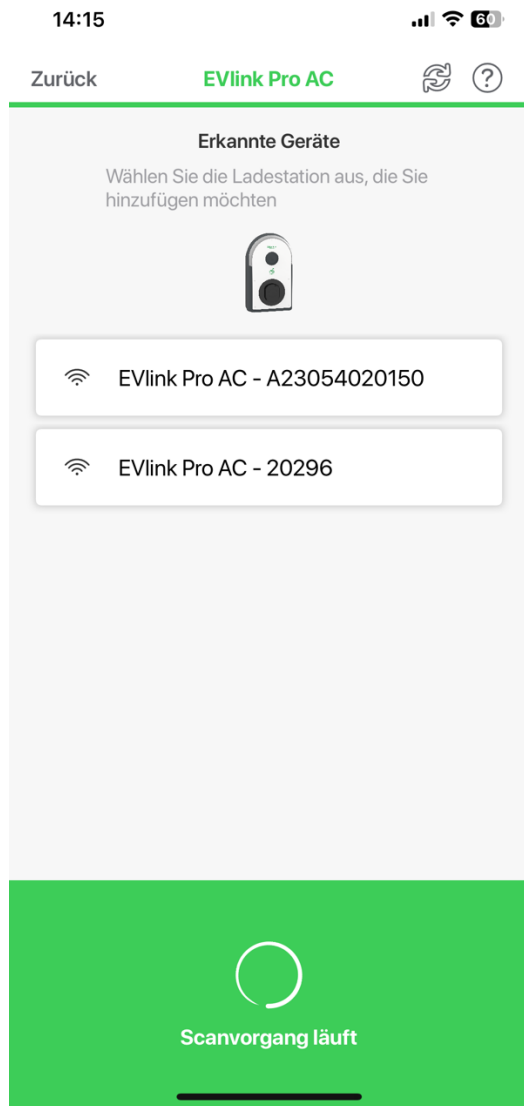 14:15
60
Zurück
EVlink Pro AC
?
Erkannte Geräte
Wählen Sie die Ladestation aus, die Sie
hinzufügen möchten
EVlink Pro AC - A23054020150
EVlink Pro AC - 20296
Scanvorgang läuft